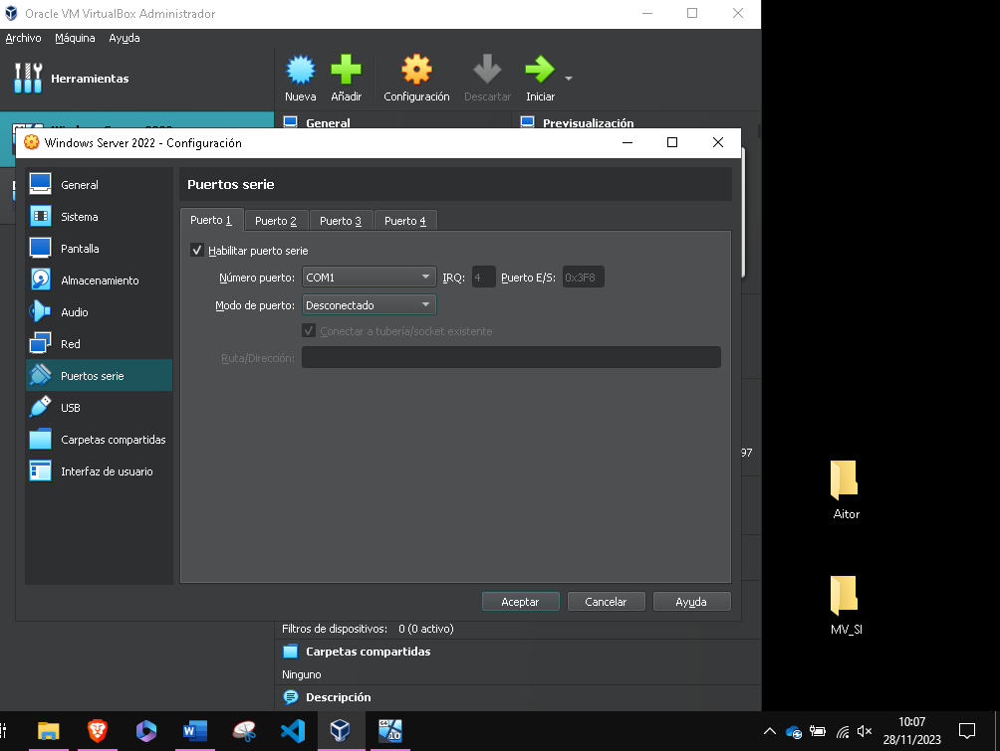 Oracle VM VirtualBox Administrador
Archivo Máquina Ayuda
Herramientas
Nueva Añadir Configuración Descartar Iniciar
General Previsualización
Windows Server 2022 - Configuración
General
Sistema
Pantalla
Almacenamiento
Audio
Red
Puertos serie
USB
Carpetas compartidas
Interfaz de usuario
Puertos serie
Puerto 1 Puerto 2 Puerto 3 Puerto 4
Habilitar puerto serie
Número puerto: COM1 IRQ: 4 Puerto E/S: 0x3F8
Modo de puerto: Desconectado
Conectar a tubería/socket existente
Ruta/Dirección:
97
Aceptar Cancelar Ayuda
Filtros de dispositivos: 0 (0 activo)
Carpetas compartidas
Ninguno
Descripción
Aitor
MV_SI
10:07
28/11/2023